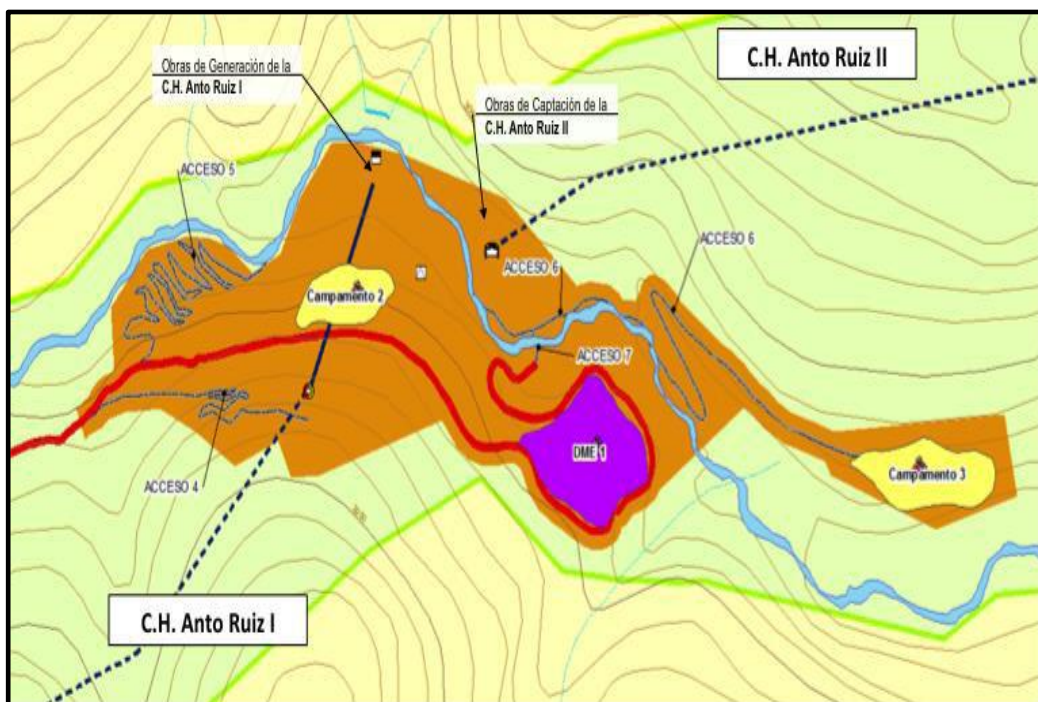 C.H. Anto Ruiz II
Obras de Generación de la
C.H. Anto Ruiz I
Obras de Captación de la
C.H. Anto Ruiz II
ACCESO 5
ACCESO 6
ACCESO 6
Campamento 2
ACCESO 7
DME 1
Campamento 3
ACCESO 4
C.H. Anto Ruiz I